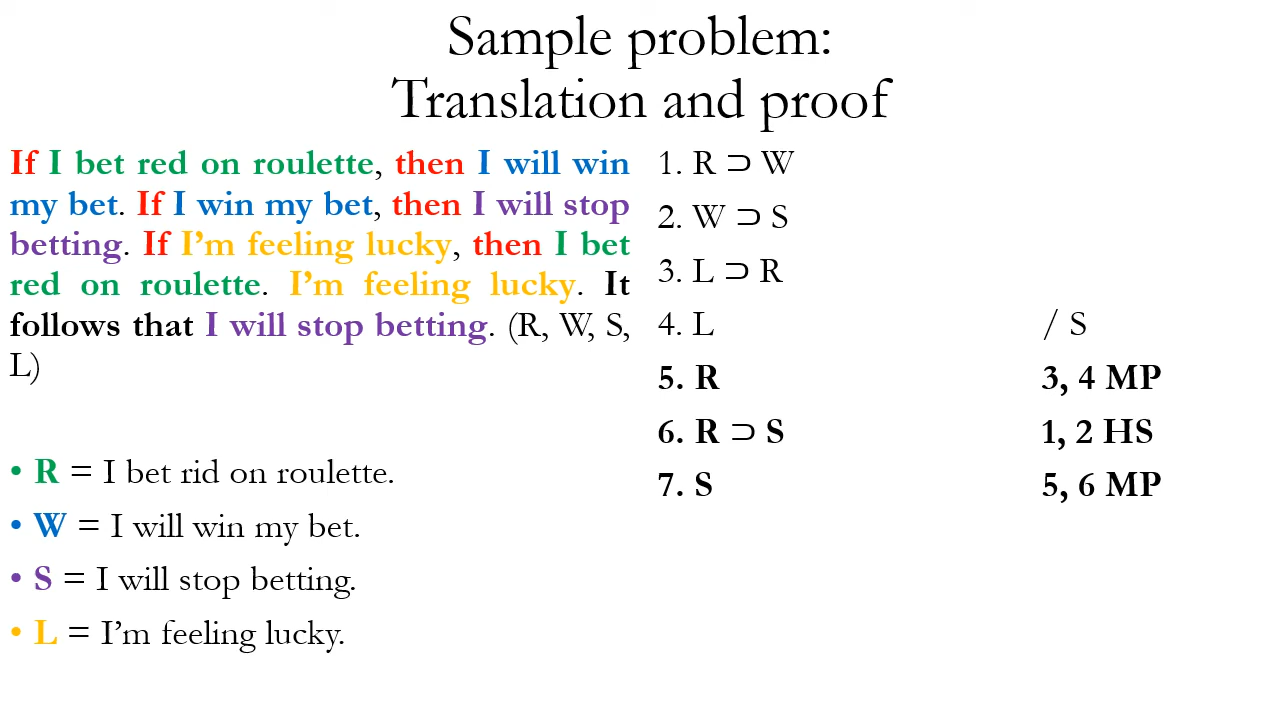 Sample problem:
Translation and proof
If I bet red on roulette, then I will win
my bet. If I win my bet, then I will stop
betting. If I'm feeling lucky, then I bet
red on roulette. I'm feeling lucky. It
follows that I will stop betting. (R, W, S,
L)
• R = I bet rid on roulette.
• W = I will win my bet.
• S = I will stop betting.
• L = I'm feeling lucky.
1. R ⊃ W
2. W ⊃ S
3. L ⊃ R
4. L / S
5. R 3, 4 MP
6. R ⊃ S 1, 2 HS
7. S 5, 6 MP